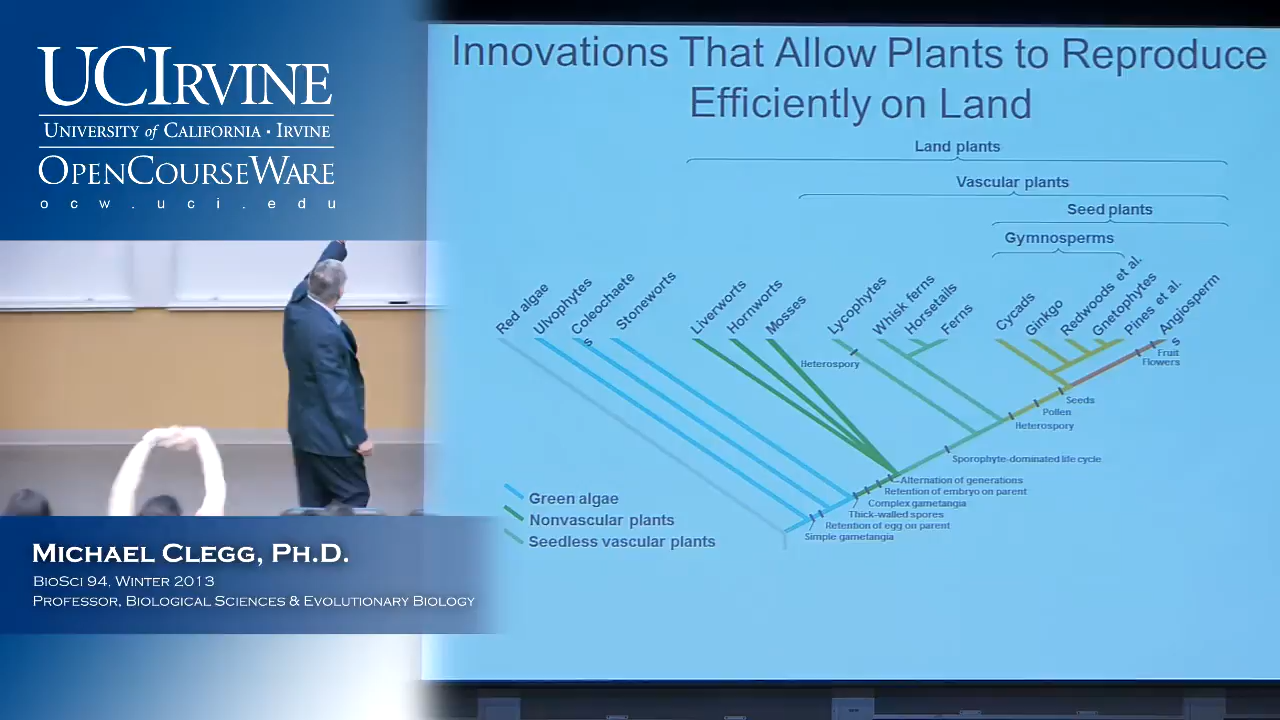 UCIRVINE
UNIVERSITY of CALIFORNIA · IRVINE
OPENCOURSEWARE
ocw.uci.edu
MICHAEL CLEGG, PH.D.
BIOSCI 94, WINTER 2013
PROFESSOR, BIOLOGICAL SCIENCES & EVOLUTIONARY BIOLOGY
Innovations That Allow Plants to Reproduce
Efficiently on Land
Land plants
Vascular plants
Seed plants
Gymnosperms
Red algae
Ulvophytes
Coleochaete
s
Stoneworts
Liverworts
Hornworts
Mosses
Lycophytes
Whisk ferns
Horsetails
Ferns
Cycads
Ginkgo
Redwoods et al.
Gnetophytes
Pines et al.
Angiosperm
s
Fruit
Flowers
Heterospory
Seeds
Pollen
Heterospory
Sporophyte-dominated life cycle
Alternation of generations
Retention of embryo on parent
Complex gametangia
Thick-walled spores
Retention of egg on parent
Simple gametangia
Green algae
Nonvascular plants
Seedless vascular plants